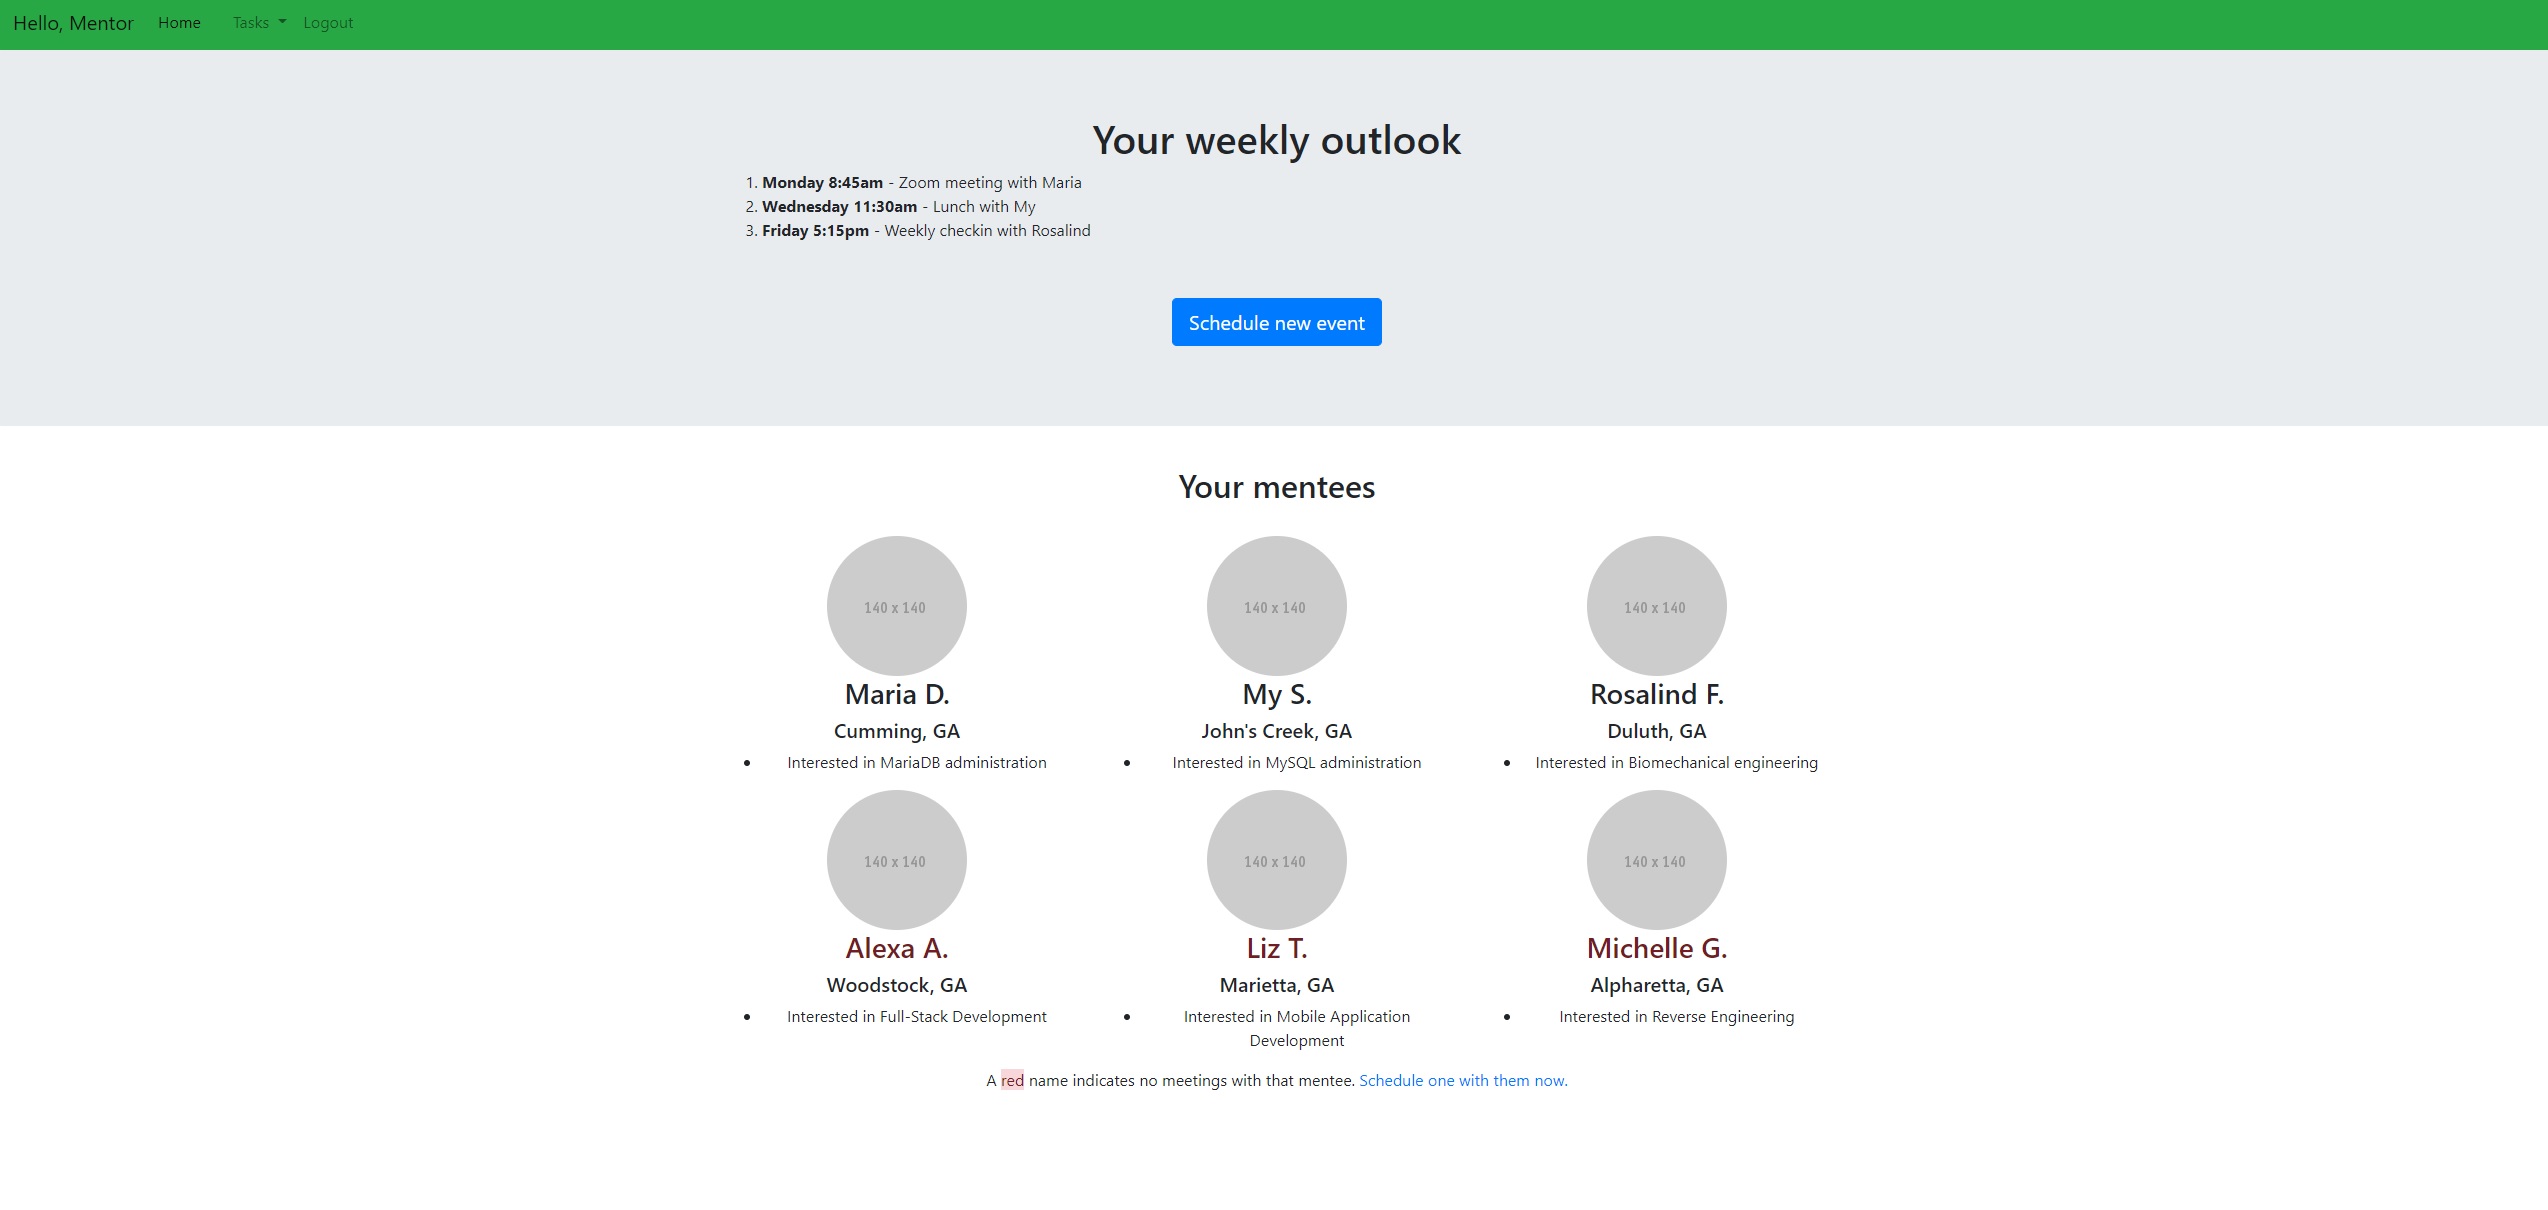 Hello, Mentor Home Tasks Logout
Your weekly outlook
1. Monday 8:45am - Zoom meeting with Maria
2. Wednesday 11:30am - Lunch with My
3. Friday 5:15pm - Weekly checkin with Rosalind
Schedule new event
Your mentees
140 x 140 140 x 140 140 x 140
Maria D. My S. Rosalind F.
Cumming, GA John's Creek, GA Duluth, GA
• Interested in MariaDB administration • Interested in MySQL administration • Interested in Biomechanical engineering
140 x 140 140 x 140 140 x 140
Alexa A. Liz T. Michelle G.
Woodstock, GA Marietta, GA Alpharetta, GA
• Interested in Full-Stack Development • Interested in Mobile Application • Interested in Reverse Engineering
Development
A red name indicates no meetings with that mentee. Schedule one with them now.